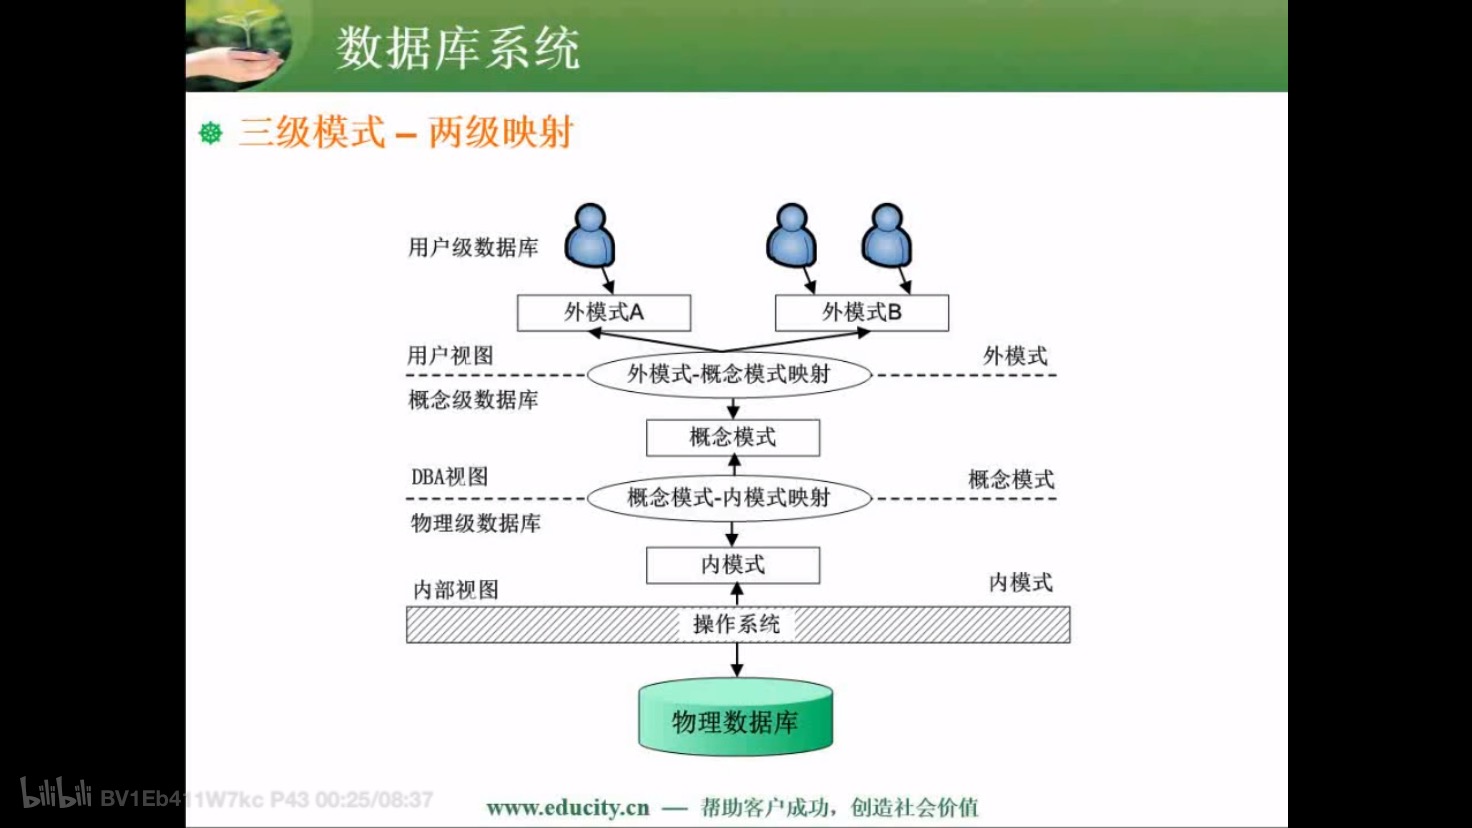 数据库系统
三级模式 – 两级映射
用户级数据库
外模式A
外模式B
用户视图
外模式-概念模式映射
外模式
概念级数据库
概念模式
DBA视图
概念模式-内模式映射
概念模式
物理级数据库
内模式
内部视图
内模式
操作系统
物理数据库
bilibili BV1Eb411W7kc P43 00:25/08:37
www.educity.cn — 帮助客户成功，创造社会价值